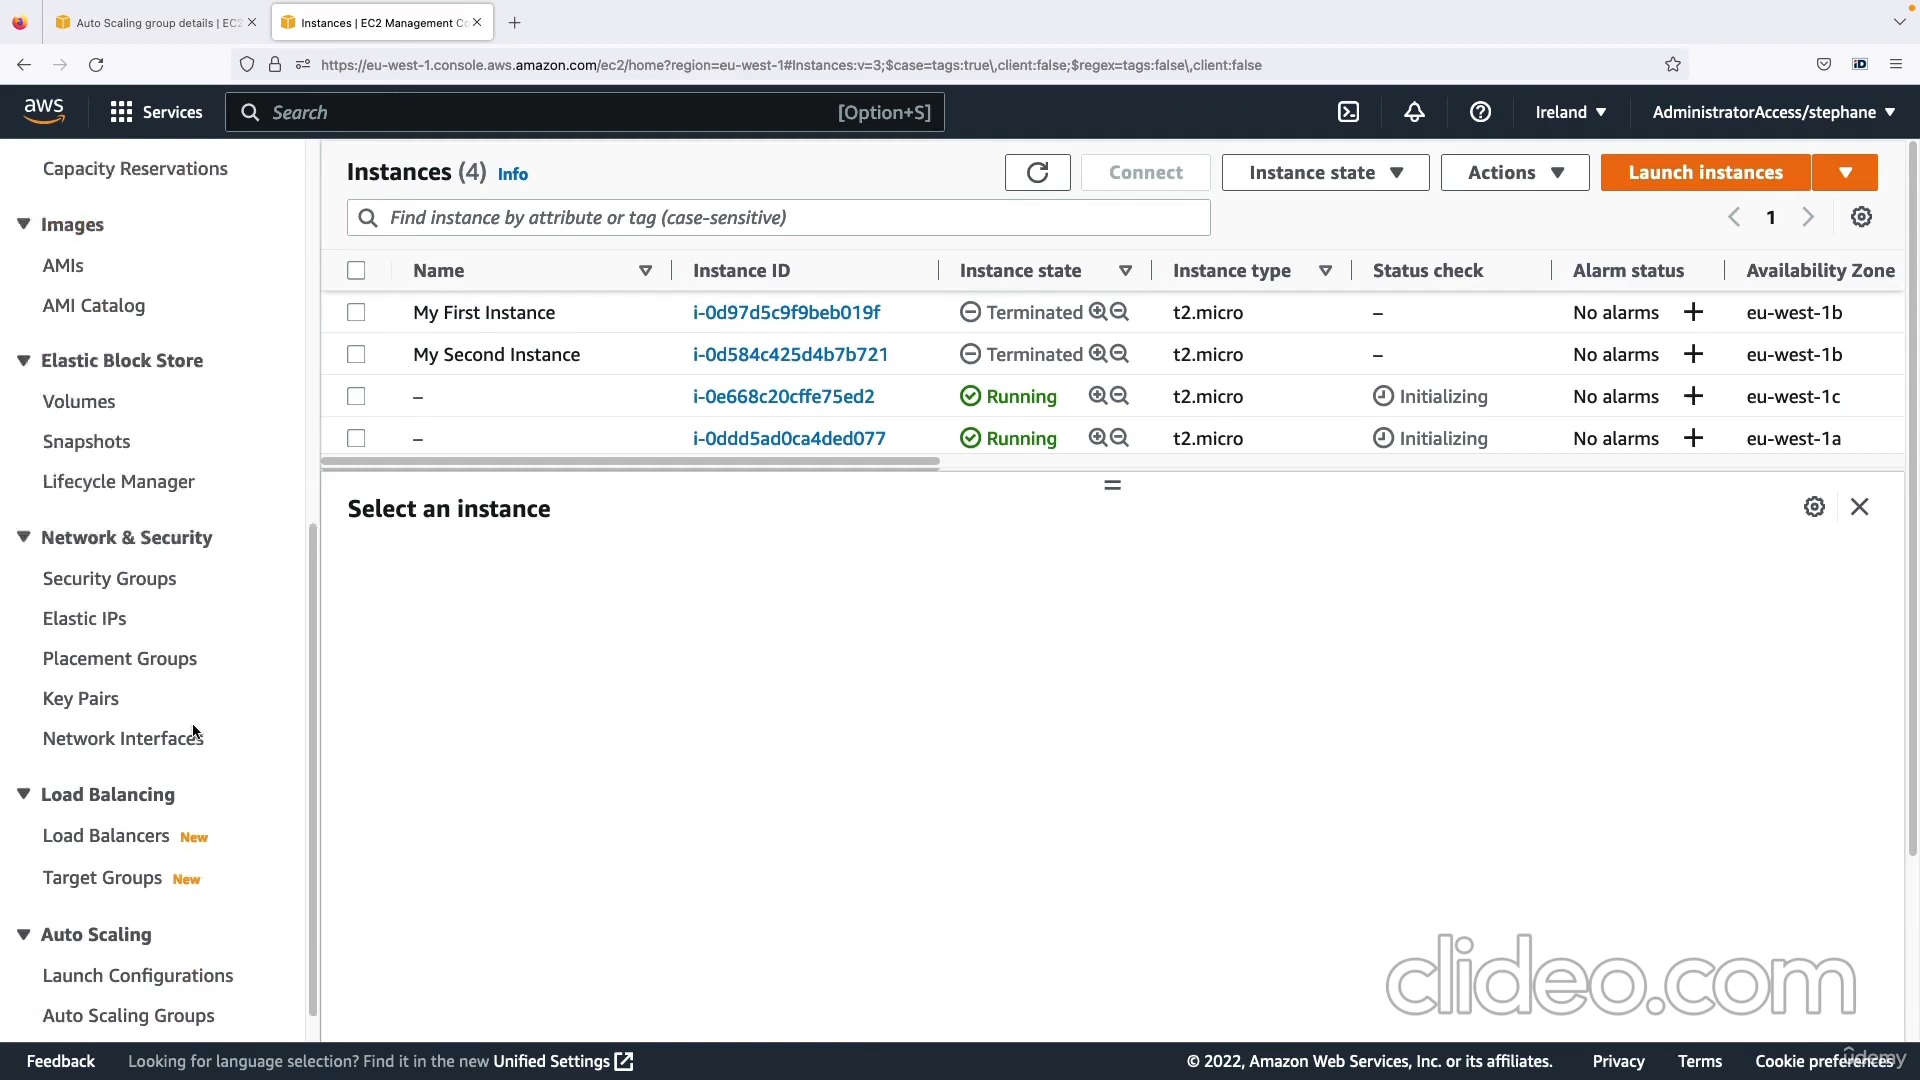 Auto Scaling group details | EC2
Instances | EC2 Management Co
https://eu-west-1.console.aws.amazon.com/ec2/home?region=eu-west-1#Instances:v=3;$case=tags:true\,client:false;$regex=tags:false\,client:false
aws Services Search [Option+S] Ireland AdministratorAccess/stephane
Capacity Reservations
Images
AMIs
AMI Catalog
Elastic Block Store
Volumes
Snapshots
Lifecycle Manager
Network & Security
Security Groups
Elastic IPs
Placement Groups
Key Pairs
Network Interfaces
Load Balancing
Load Balancers New
Target Groups New
Auto Scaling
Launch Configurations
Auto Scaling Groups
Instances (4) Info Connect Instance state Actions Launch instances
Find instance by attribute or tag (case-sensitive) 1
Name Instance ID Instance state Instance type Status check Alarm status Availability Zone
My First Instance i-0d97d5c9f9beb019f Terminated t2.micro – No alarms eu-west-1b
My Second Instance i-0d584c425d4b7b721 Terminated t2.micro – No alarms eu-west-1b
– i-0e668c20cffe75ed2 Running t2.micro Initializing No alarms eu-west-1c
– i-0ddd5ad0ca4ded077 Running t2.micro Initializing No alarms eu-west-1a
Select an instance
clideo.com
Feedback Looking for language selection? Find it in the new Unified Settings © 2022, Amazon Web Services, Inc. or its affiliates. Privacy Terms Cookie preferences
udemy